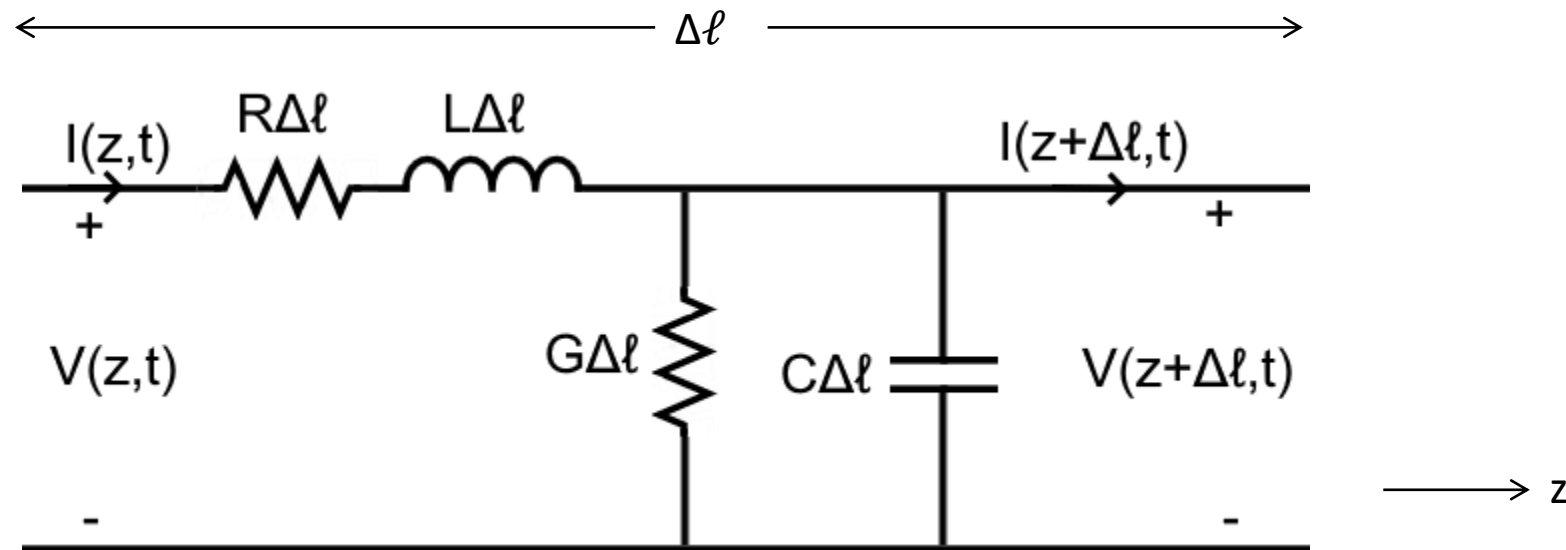 Δℓ
RΔℓ
LΔℓ
I(z,t)
I(z+Δℓ,t)
+
+
GΔℓ
CΔℓ
V(z,t)
V(z+Δℓ,t)
z
-
-